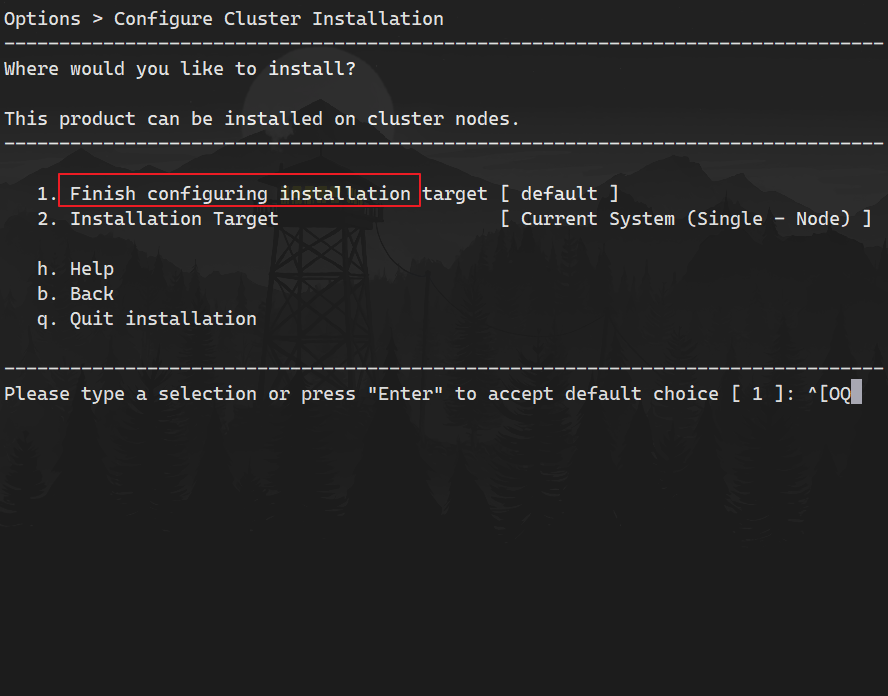 Options > Configure Cluster Installation
--------------------------------------------------------------------------------
Where would you like to install?
This product can be installed on cluster nodes.
--------------------------------------------------------------------------------
1. Finish configuring installation target [ default ]
2. Installation Target [ Current System (Single - Node) ]
h. Help
b. Back
q. Quit installation
--------------------------------------------------------------------------------
Please type a selection or press "Enter" to accept default choice [ 1 ]: ^[OQ